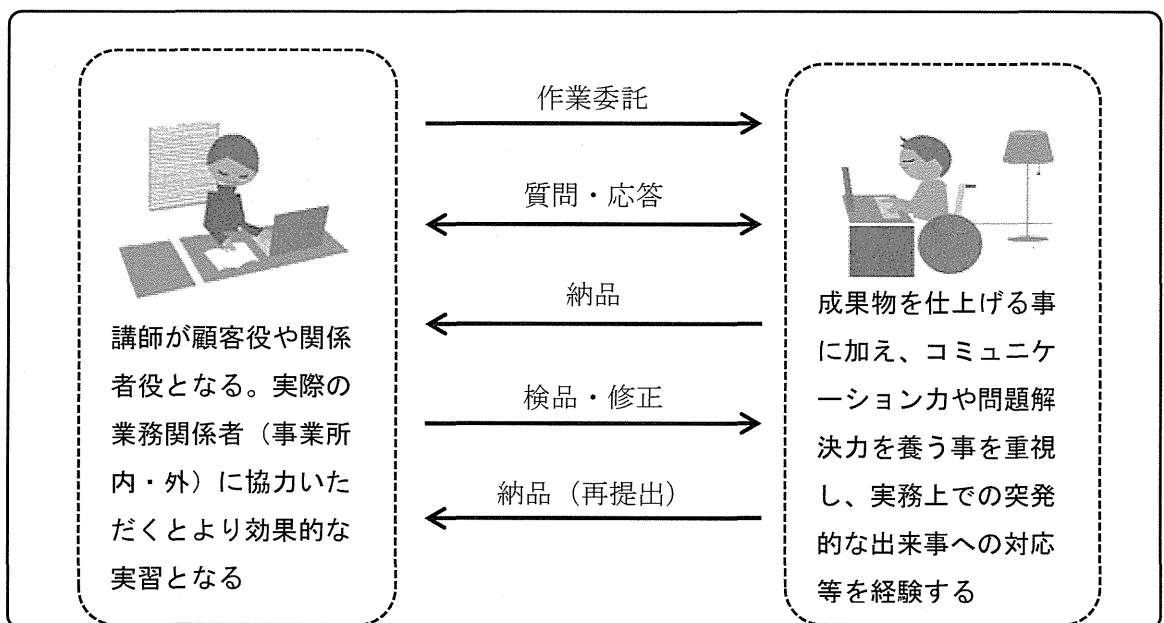 作業委託
質問・応答
納品
検品・修正
納品（再提出）
講師が顧客役や関係
者役となる。実際の
業務関係者（事業所
内・外）に協力いた
だくとより効果的な
実習となる
成果物を仕上げる事
に加え、コミュニケ
ーション力や問題解
決力を養う事を重視
し、実務上での突発
的な出来事への対応
等を経験する